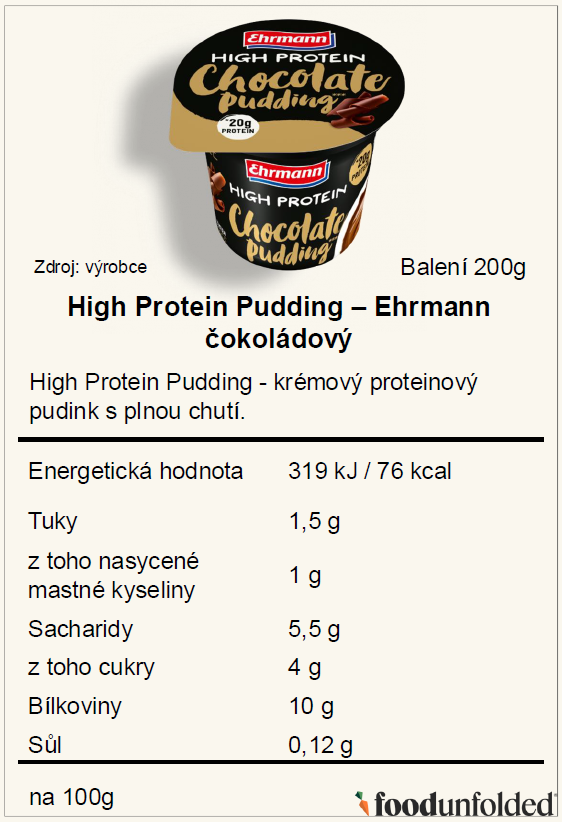 Ehrmann
HIGH PROTEIN
Chocolate
Pudding
20g
PROTEIN
Ehrmann
HIGH PROTEIN
Chocolate
Pudding
Zdroj: výrobce
Balení 200g
High Protein Pudding – Ehrmann
čokoládový
High Protein Pudding - krémový proteinový
pudink s plnou chutí.
Energetická hodnota 319 kJ / 76 kcal
Tuky 1,5 g
z toho nasycené
mastné kyseliny 1 g
Sacharidy 5,5 g
z toho cukry 4 g
Bílkoviny 10 g
Sůl 0,12 g
na 100g
foodunfolded